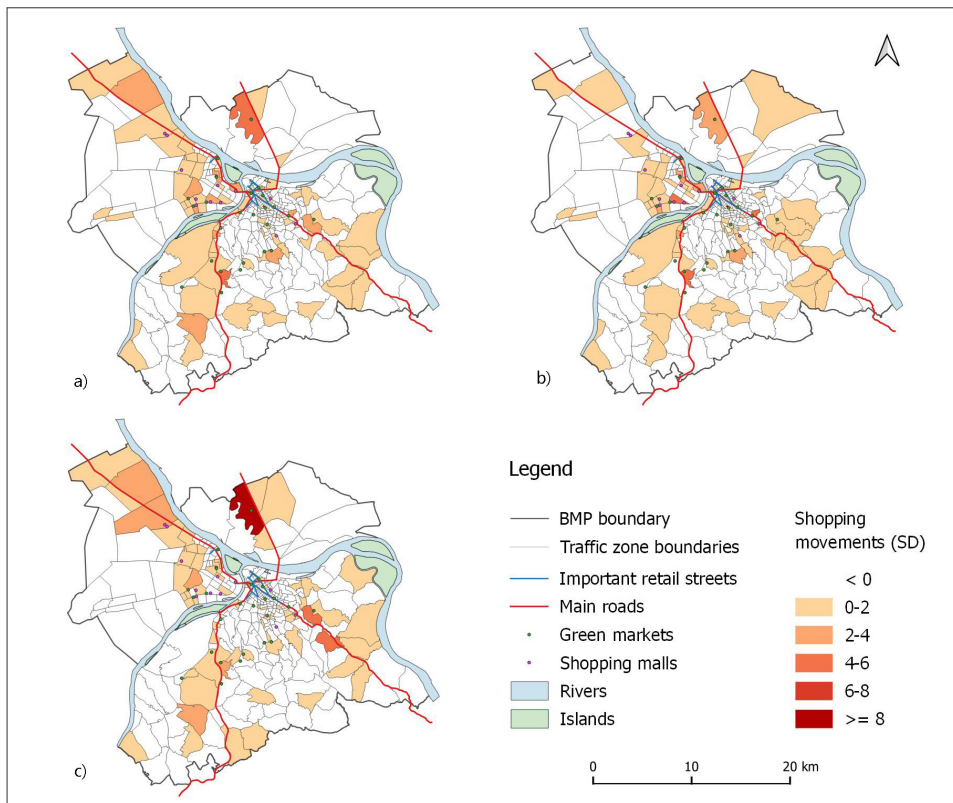 a)
b)
c)
Legend
BMP boundary
Traffic zone boundaries
Important retail streets
Main roads
Green markets
Shopping malls
Rivers
Islands
Shopping
movements (SD)
< 0
0-2
2-4
4-6
6-8
>= 8
0 10 20 km